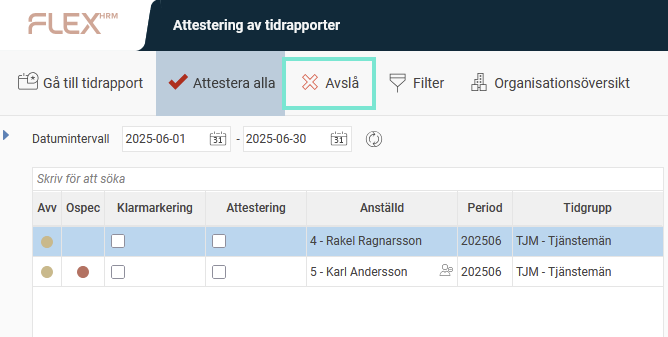 FLEX HRM
Attestering av tidrapporter
Gå till tidrapport Attestera alla Avslå Filter Organisationsöversikt
Datumintervall 2025-06-01 31 - 2025-06-30 31
Skriv för att söka
Avv Ospec Klarmarkering Attestering Anställd Period Tidgrupp
4 - Rakel Ragnarsson 202506 TJM - Tjänstemän
5 - Karl Andersson 202506 TJM - Tjänstemän